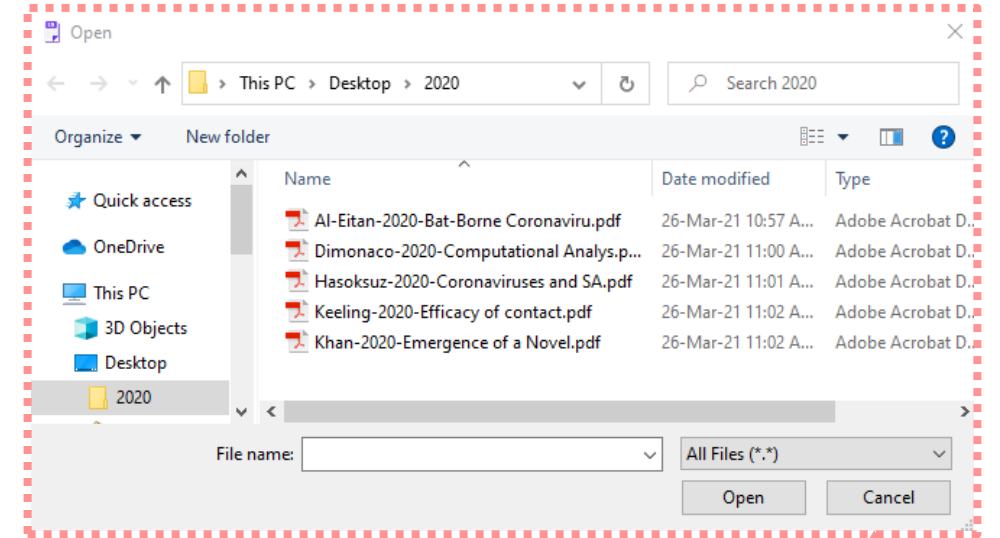 Open
This PC > Desktop > 2020 Search 2020
Organize New folder ?
Name Date modified Type
Quick access
OneDrive
This PC
3D Objects
Desktop
2020
Al-Eitan-2020-Bat-Borne Coronaviru.pdf 26-Mar-21 10:57 A... Adobe Acrobat D...
Dimonaco-2020-Computational Analys.p... 26-Mar-21 11:00 A... Adobe Acrobat D...
Hasoksuz-2020-Coronaviruses and SA.pdf 26-Mar-21 11:01 A... Adobe Acrobat D...
Keeling-2020-Efficacy of contact.pdf 26-Mar-21 11:02 A... Adobe Acrobat D...
Khan-2020-Emergence of a Novel.pdf 26-Mar-21 11:02 A... Adobe Acrobat D...
File name: All Files (*.*)
Open Cancel